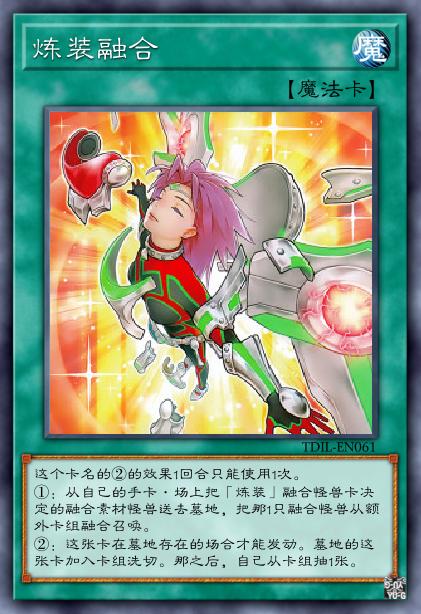 炼装融合
魔
【魔法卡】
TDIL-EN061
这个卡名的②的效果1回合只能使用1次。
①：从自己的手卡·场上把「炼装」融合怪兽卡决
定的融合素材怪兽送去墓地，把那1只融合怪兽从额
外卡组融合召唤。
②：这张卡在墓地存在的场合才能发动。墓地的这
张卡加入卡组洗切。那之后，自己从卡组抽1张。